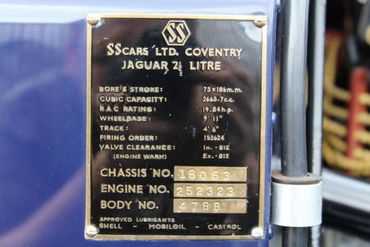 SS
SS CARS LTD. COVENTRY
JAGUAR 2½ LITRE
BORE & STROKE: 73 x 106 m.m.
CUBIC CAPACITY: 2663.7 c.c.
R.A.C RATING: 19.84 h.p.
WHEELBASE: 9' 11"
TRACK: 4' 6"
FIRING ORDER: 153624
VALVE CLEARANCE: In. - 012
(ENGINE WARM) Ex. - 012
CHASSIS NO. 16063
ENGINE NO. 252323
BODY NO. 4788
APPROVED LUBRICANTS
SHELL - MOBILOIL - CASTROL